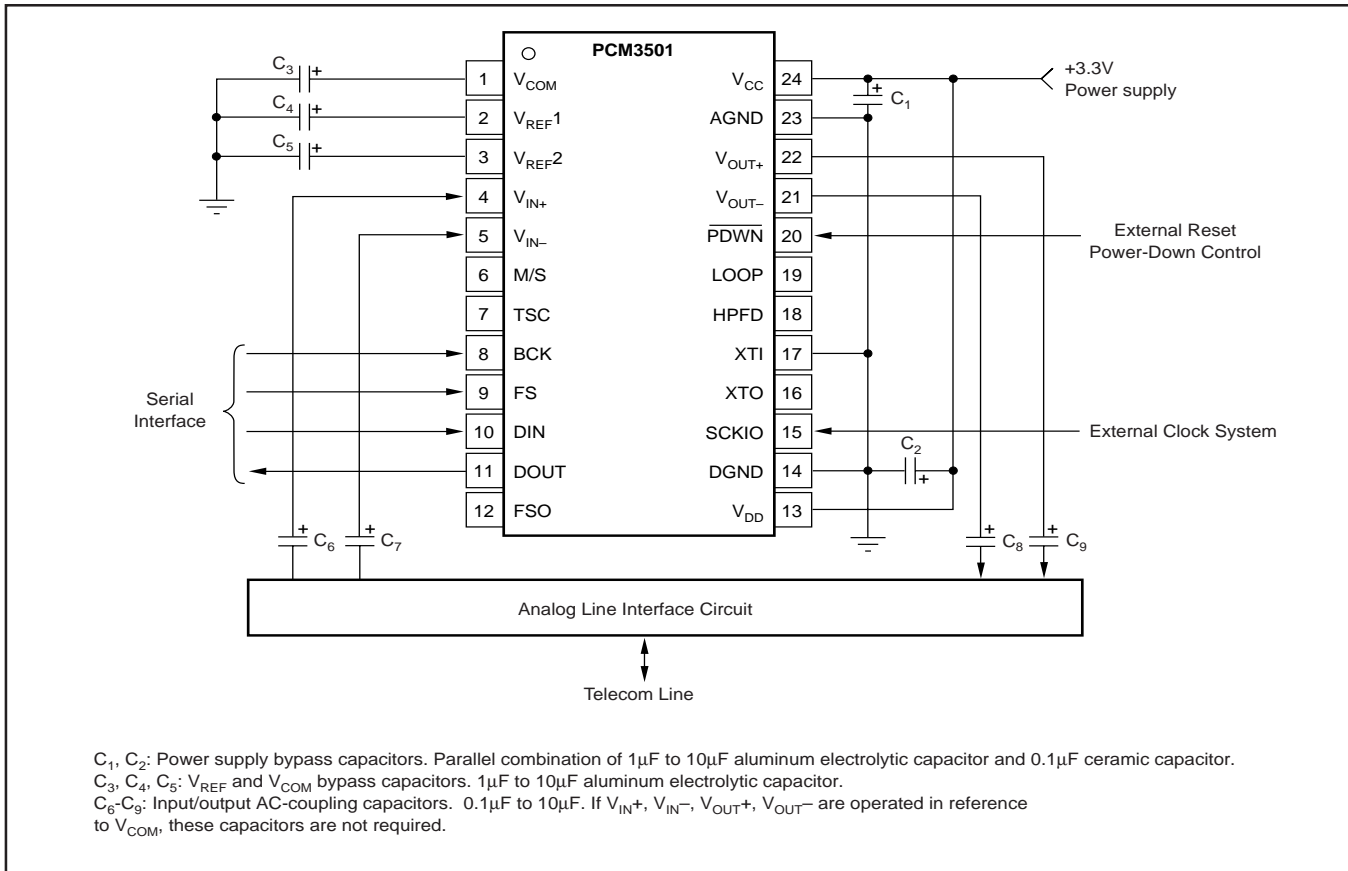 PCM3501
C3 +
C4 +
C5 +
1 VCOM
2 VREF1
3 VREF2
4 VIN+
5 VIN–
6 M/S
7 TSC
8 BCK
9 FS
10 DIN
11 DOUT
12 FSO
VCC 24
AGND 23
VOUT+ 22
VOUT– 21
PDWN 20
LOOP 19
HPFD 18
XTI 17
XTO 16
SCKIO 15
DGND 14
VDD 13
+ C1
+3.3V
Power supply
External Reset
Power-Down Control
External Clock System
C2 +
Serial
Interface
+ C6
+ C7
+ C8
+ C9
Analog Line Interface Circuit
Telecom Line
C1, C2: Power supply bypass capacitors. Parallel combination of 1µF to 10µF aluminum electrolytic capacitor and 0.1µF ceramic capacitor.
C3, C4, C5: VREF and VCOM bypass capacitors. 1µF to 10µF aluminum electrolytic capacitor.
C6-C9: Input/output AC-coupling capacitors. 0.1µF to 10µF. If VIN+, VIN–, VOUT+, VOUT– are operated in reference
to VCOM, these capacitors are not required.